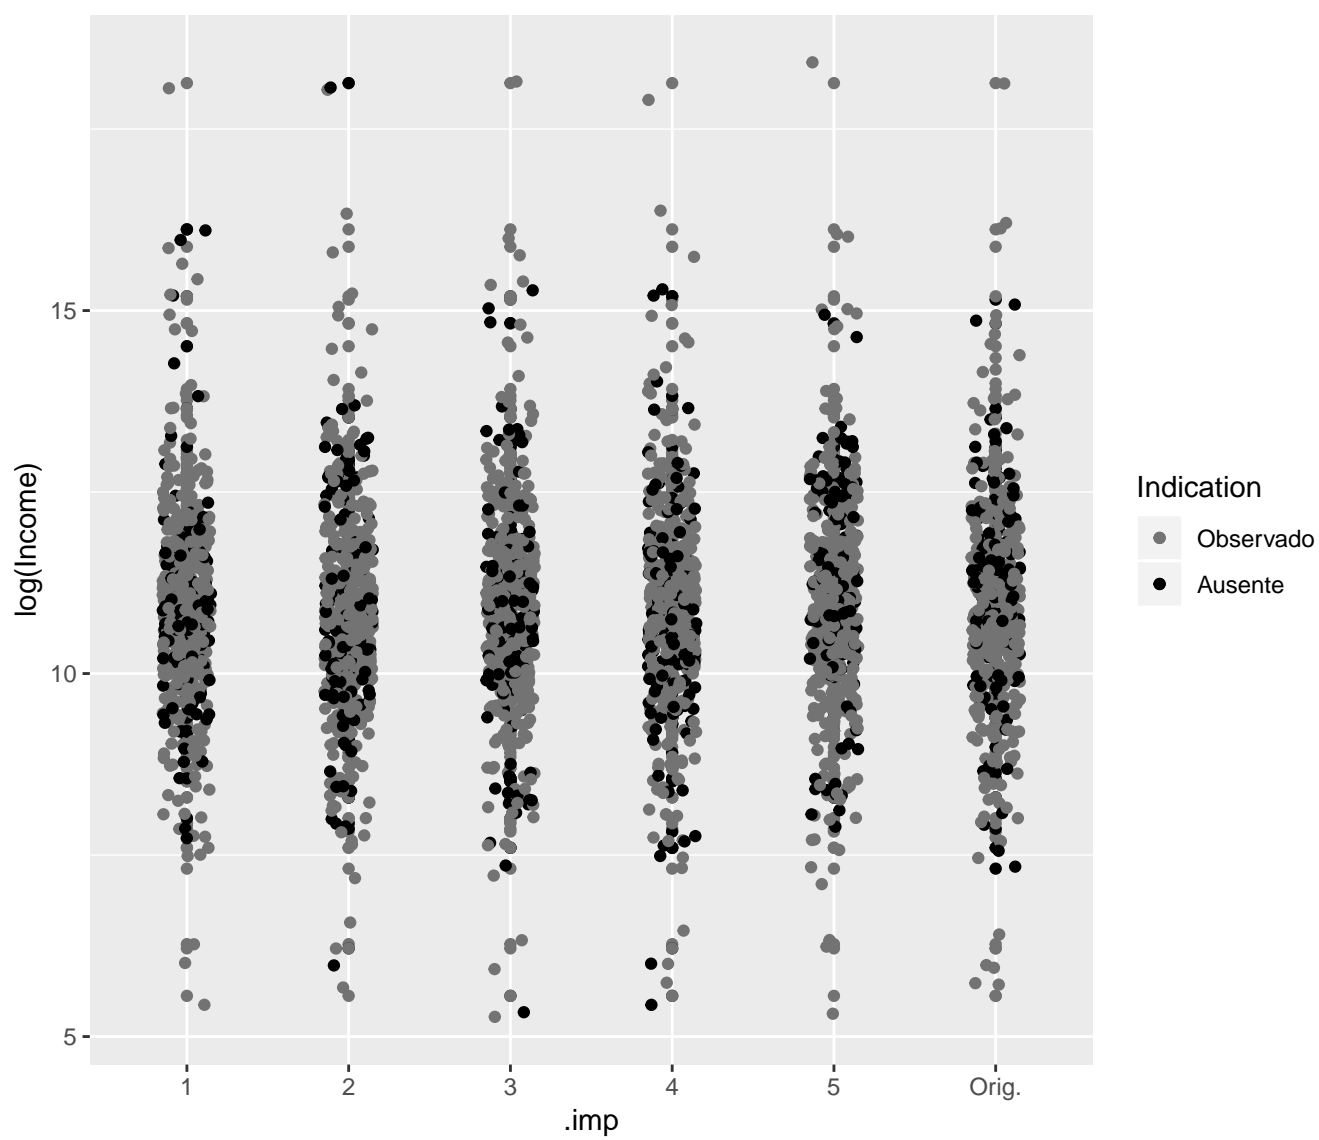 log(Income)
15
10
5
1 2 3 4 5 Orig.
.imp
Indication
Observado
Ausente